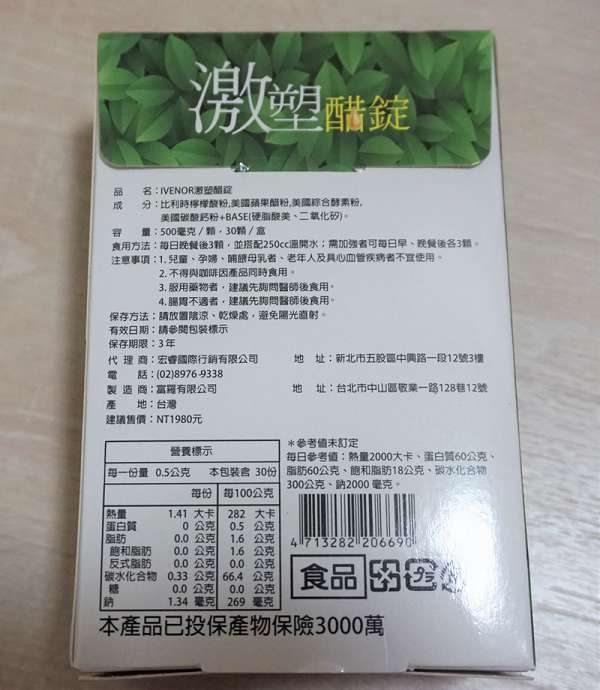 激塑醋錠
品 名：IVENOR激塑醋錠
成 分：比利時檸檬酸粉,美國蘋果醋粉,美國綜合酵素粉,
美國碳酸鈣粉+BASE(硬脂酸美、二氧化矽)。
容 量：500毫克/顆，30顆/盒
食用方法：每日晚餐後3顆，並搭配250cc溫開水；需加強者可每日早、晚餐後各3顆。
注意事項：1.兒童、孕婦、哺餵母乳者、老年人及具心血管疾病者不宜使用。
2.不得與咖啡因產品同時食用。
3.服用藥物者，建議先詢問醫師後食用。
4.腸胃不適者，建議先詢問醫師後食用。
保存方法：請放置陰涼、乾燥處，避免陽光直射。
有效日期：請參閱包裝標示
保存期限：3年
代 理 商：宏睿國際行銷有限公司 地 址：新北市五股區中興路一段12號3樓
電 話：(02)8976-9338
製 造 商：富羅有限公司 地 址：台北市中山區敬業一路128巷12號
產 地：台灣
建議售價：NT1980元
營養標示
每一份量 0.5公克 本包裝含 30份
每份 每100公克
熱量 1.41 大卡 282 大卡
蛋白質 0 公克 0.5 公克
脂肪 0.0 公克 1.6 公克
飽和脂肪 0.0 公克 1.6 公克
反式脂肪 0.0 公克 0.0 公克
碳水化合物 0.33 公克 66.4 公克
糖 0.0 公克 0.0 公克
鈉 1.34 毫克 269 毫克
＊參考值未訂定
每日參考值：熱量2000大卡、蛋白質60公克、
脂肪60公克、飽和脂肪18公克、碳水化合物
300公克、鈉2000 毫克。
4 713282 206690
食品
プラ
本產品已投保產物保險3000萬